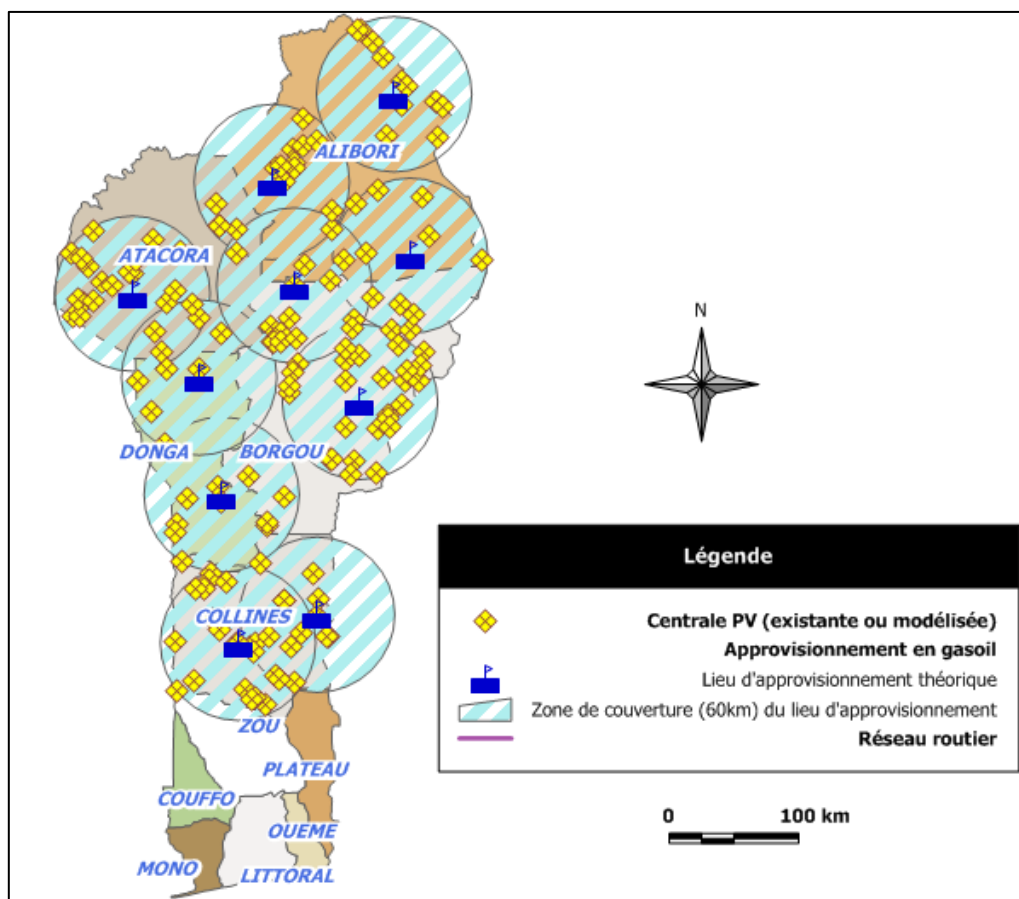 ALIBORI
ATACORA
DONGA
BORGOU
COLLINES
ZOU
PLATEAU
COUFFO
OUEME
MONO
LITTORAL
N
Légende
Centrale PV (existante ou modélisée)
Approvisionnement en gasoil
Lieu d'approvisionnement théorique
Zone de couverture (60km) du lieu d'approvisionnement
Réseau routier
0 100 km